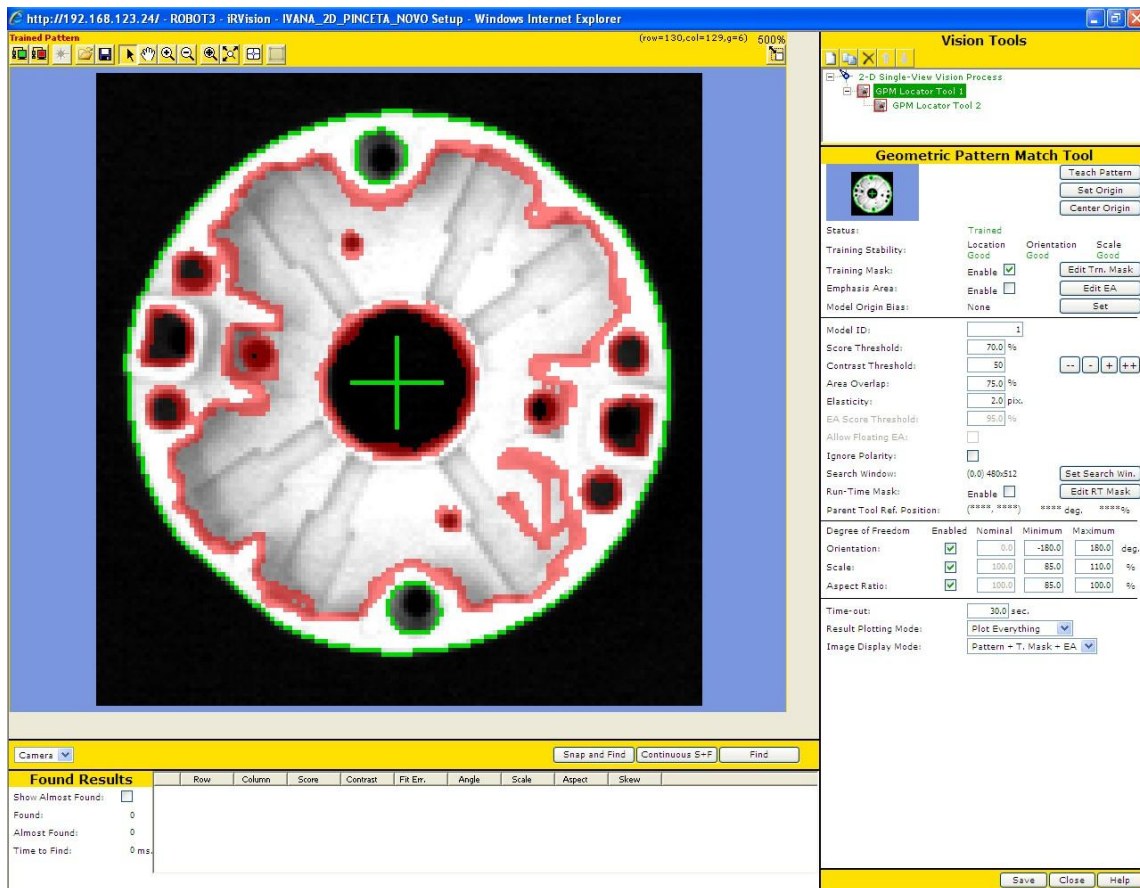 http://192.168.123.24/ - ROBOT3 - iRVision - IVANA_2D_PINCETA_NOVO Setup - Windows Internet Explorer
Trained Pattern
(row=130,col=129,g=6) 500%
Vision Tools
2-D Single-View Vision Process
GPM Locator Tool 1
GPM Locator Tool 2
Geometric Pattern Match Tool
Teach Pattern
Set Origin
Center Origin
Status: Trained
Training Stability: Location Orientation Scale
Good Good Good
Training Mask: Enable Edit Trn. Mask
Emphasis Area: Enable Edit EA
Model Origin Bias: None Set
Model ID: 1
Score Threshold: 70.0 %
Contrast Threshold: 50 -- - + ++
Area Overlap: 75.0 %
Elasticity: 2.0 pix.
EA Score Threshold: 95.0 %
Allow Floating EA:
Ignore Polarity:
Search Window: (0,0) 480x512 Set Search Win.
Run-Time Mask: Enable Edit RT Mask
Parent Tool Ref. Position: (****, ****) **** deg. ****%
Degree of Freedom Enabled Nominal Minimum Maximum
Orientation: 0.0 -180.0 180.0 deg.
Scale: 100.0 85.0 110.0 %
Aspect Ratio: 100.0 85.0 100.0 %
Time-out: 30.0 sec.
Result Plotting Mode: Plot Everything
Image Display Mode: Pattern + T. Mask + EA
Camera Snap and Find Continuous S+F Find
Found Results Row Column Score Contrast Fit Err. Angle Scale Aspect Skew
Show Almost Found:
Found: 0
Almost Found: 0
Time to Find: 0 ms.
Save Close Help